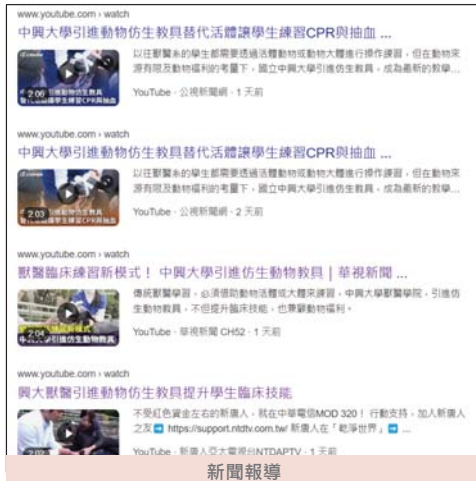 www.youtube.com › watch
中興大學引進動物仿生教具替代活體讓學生練習CPR與抽血 ...
以往獸醫系的學生都需要透過活體動物或動物大體進行操作練習，但在動物來
源有限及動物福利的考量下，國立中興大學引進仿生教具，成為最新的教學...
2:06
YouTube · 公視新聞網 · 1 天前
www.youtube.com › watch
中興大學引進動物仿生教具替代活體讓學生練習CPR與抽血 ...
以往獸醫系的學生都需要透過活體動物或動物大體進行操作練習，但在動物來
源有限及動物福利的考量下，國立中興大學引進仿生教具，成為最新的教學...
2:03
YouTube · 公視新聞網 · 2 天前
www.youtube.com › watch
獸醫臨床練習新模式！ 中興大學引進仿生動物教具 | 華視新聞 ...
傳統獸醫學習，必須借助動物活體或大體來練習，中興大學獸醫學院，引進仿
生動物教具，不但提升臨床技能，也兼顧動物福利。
2:04
中興大學引進仿生動物教具
YouTube · 華視新聞 CH52 · 1 天前
www.youtube.com › watch
興大獸醫引進動物仿生教具提升學生臨床技能
不受紅色資金左右的新唐人，就在中華電信MOD 320！ 行動支持，加入新唐人
之友➡ https://support.ntdtv.com.tw/ 新唐人在「乾淨世界」➡ ...
YouTube · 新唐人亞太電視台NTDAPTV · 1 天前
新聞報導